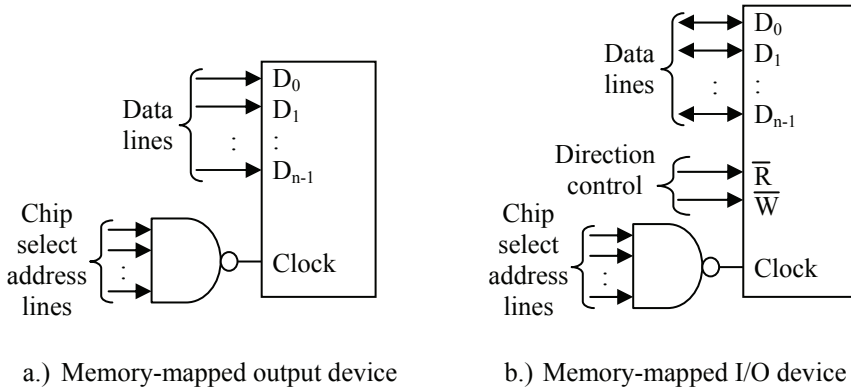 Data
lines
D₀
D₁
:
:
Dₙ₋₁
Chip
select
address
lines
:
Clock
a.) Memory-mapped output device
Data
lines
D₀
D₁
:
:
Dₙ₋₁
Direction
control
R̅
W̅
Chip
select
address
lines
:
Clock
b.) Memory-mapped I/O device